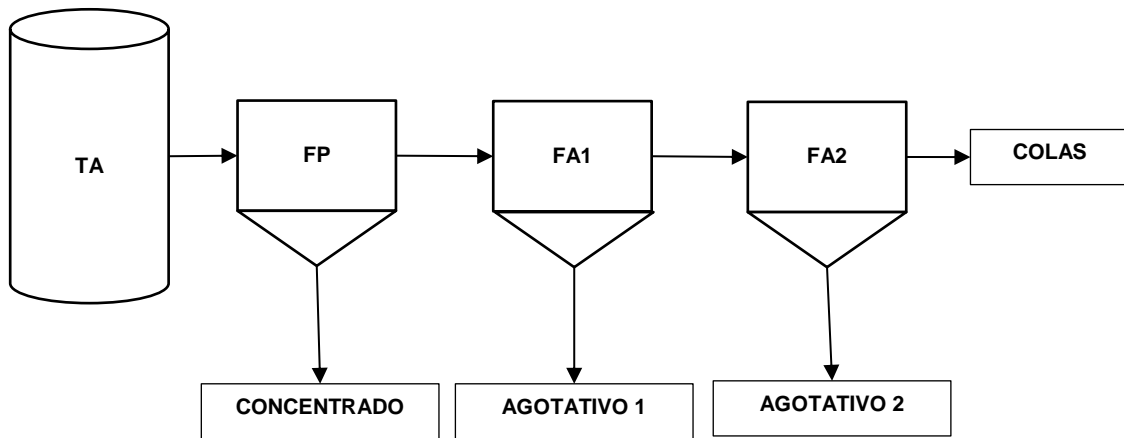 TA
FP
FA1
FA2
COLAS
CONCENTRADO
AGOTATIVO 1
AGOTATIVO 2